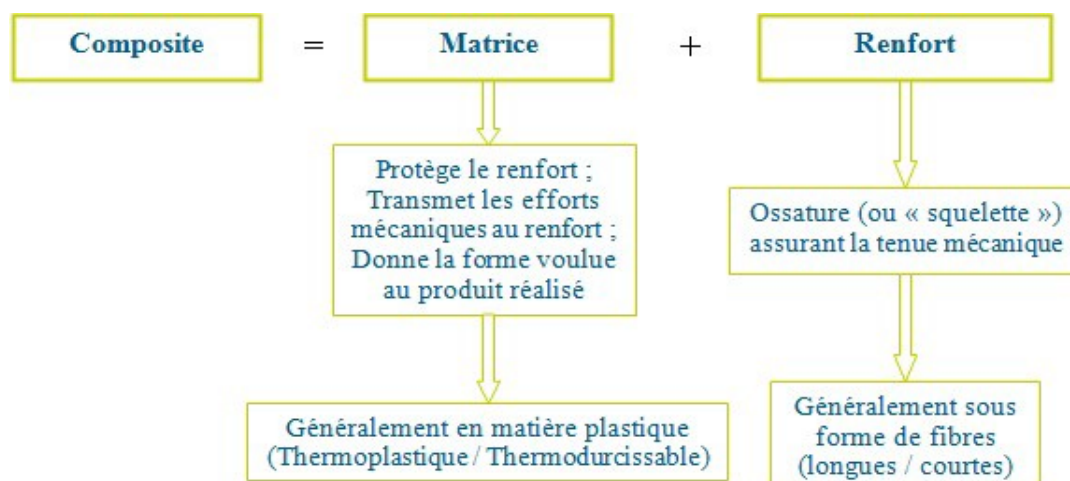 Composite = Matrice + Renfort
Protège le renfort ;
Transmet les efforts
mécaniques au renfort ;
Donne la forme voulue
au produit réalisé
Ossature (ou « squelette »)
assurant la tenue mécanique
Généralement en matière plastique
(Thermoplastique / Thermodurcissable)
Généralement sous
forme de fibres
(longues / courtes)